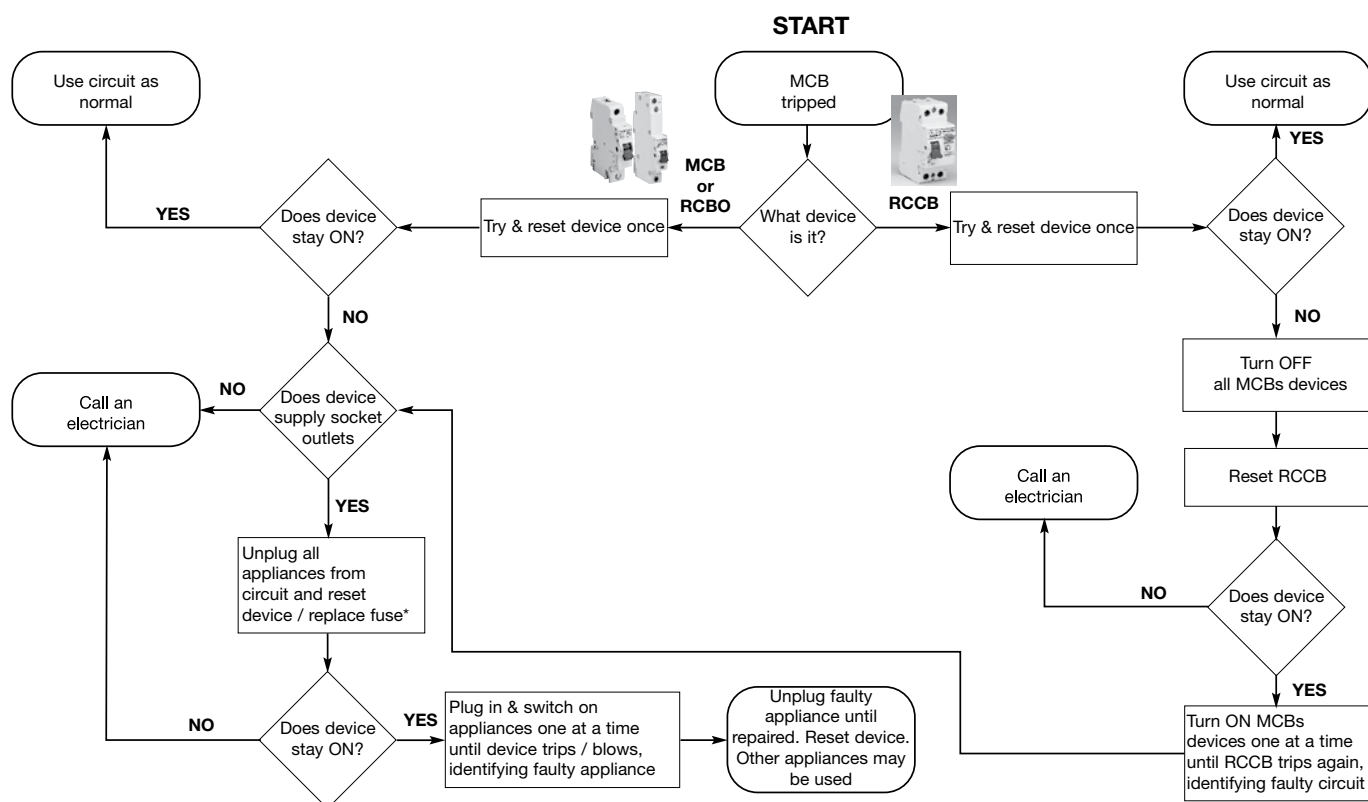 START
MCB
tripped
What device
is it?
MCB
or
RCBO
Try & reset device once
Does device
stay ON?
YES
Use circuit as
normal
NO
Does device
supply socket
outlets
NO
Call an
electrician
YES
Unplug all
appliances from
circuit and reset
device / replace fuse*
Does device
stay ON?
NO
YES
Plug in & switch on
appliances one at a time
until device trips / blows,
identifying faulty appliance
Unplug faulty
appliance until
repaired. Reset device.
Other appliances may
be used
RCCB
Try & reset device once
Does device
stay ON?
YES
Use circuit as
normal
NO
Turn OFF
all MCBs devices
Reset RCCB
Does device
stay ON?
NO
Call an
electrician
YES
Turn ON MCBs
devices one at a time
until RCCB trips again,
identifying faulty circuit